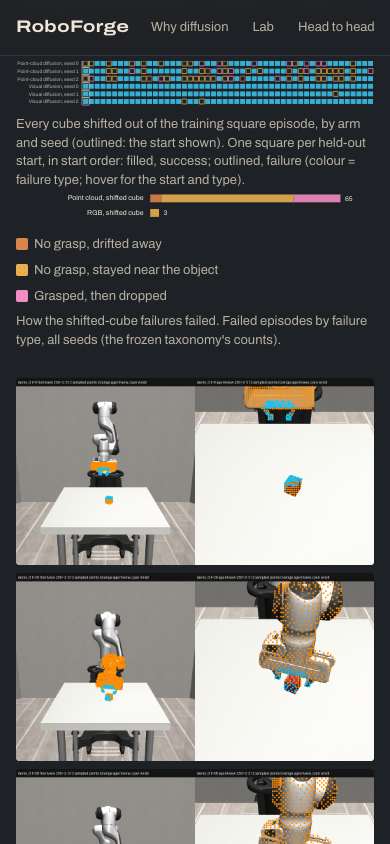 RoboForge
Why diffusion Lab Head to head
Point-cloud diffusion, seed 0
Point-cloud diffusion, seed 1
Point-cloud diffusion, seed 2
Visual diffusion, seed 0
Visual diffusion, seed 1
Visual diffusion, seed 2
Every cube shifted out of the training square episode, by arm
and seed (outlined: the start shown). One square per held-out
start, in start order: filled, success; outlined, failure (colour =
failure type; hover for the start and type).
Point cloud, shifted cube 65
RGB, shifted cube 3
No grasp, drifted away
No grasp, stayed near the object
Grasped, then dropped
How the shifted-cube failures failed. Failed episodes by failure
type, all seeds (the frozen taxonomy's counts).